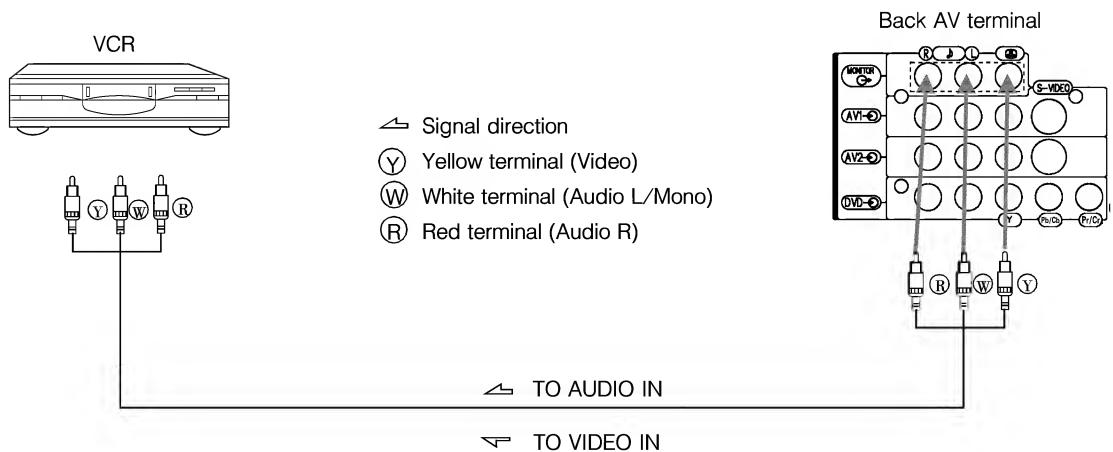 Back AV terminal
VCR
R L
MONITOR
S-VIDEO
AV1
AV2
DVD
Y Pb/Cb Pr/Cr
Signal direction
Y Yellow terminal (Video)
W White terminal (Audio L/Mono)
R Red terminal (Audio R)
Y W R
R W Y
TO AUDIO IN
TO VIDEO IN